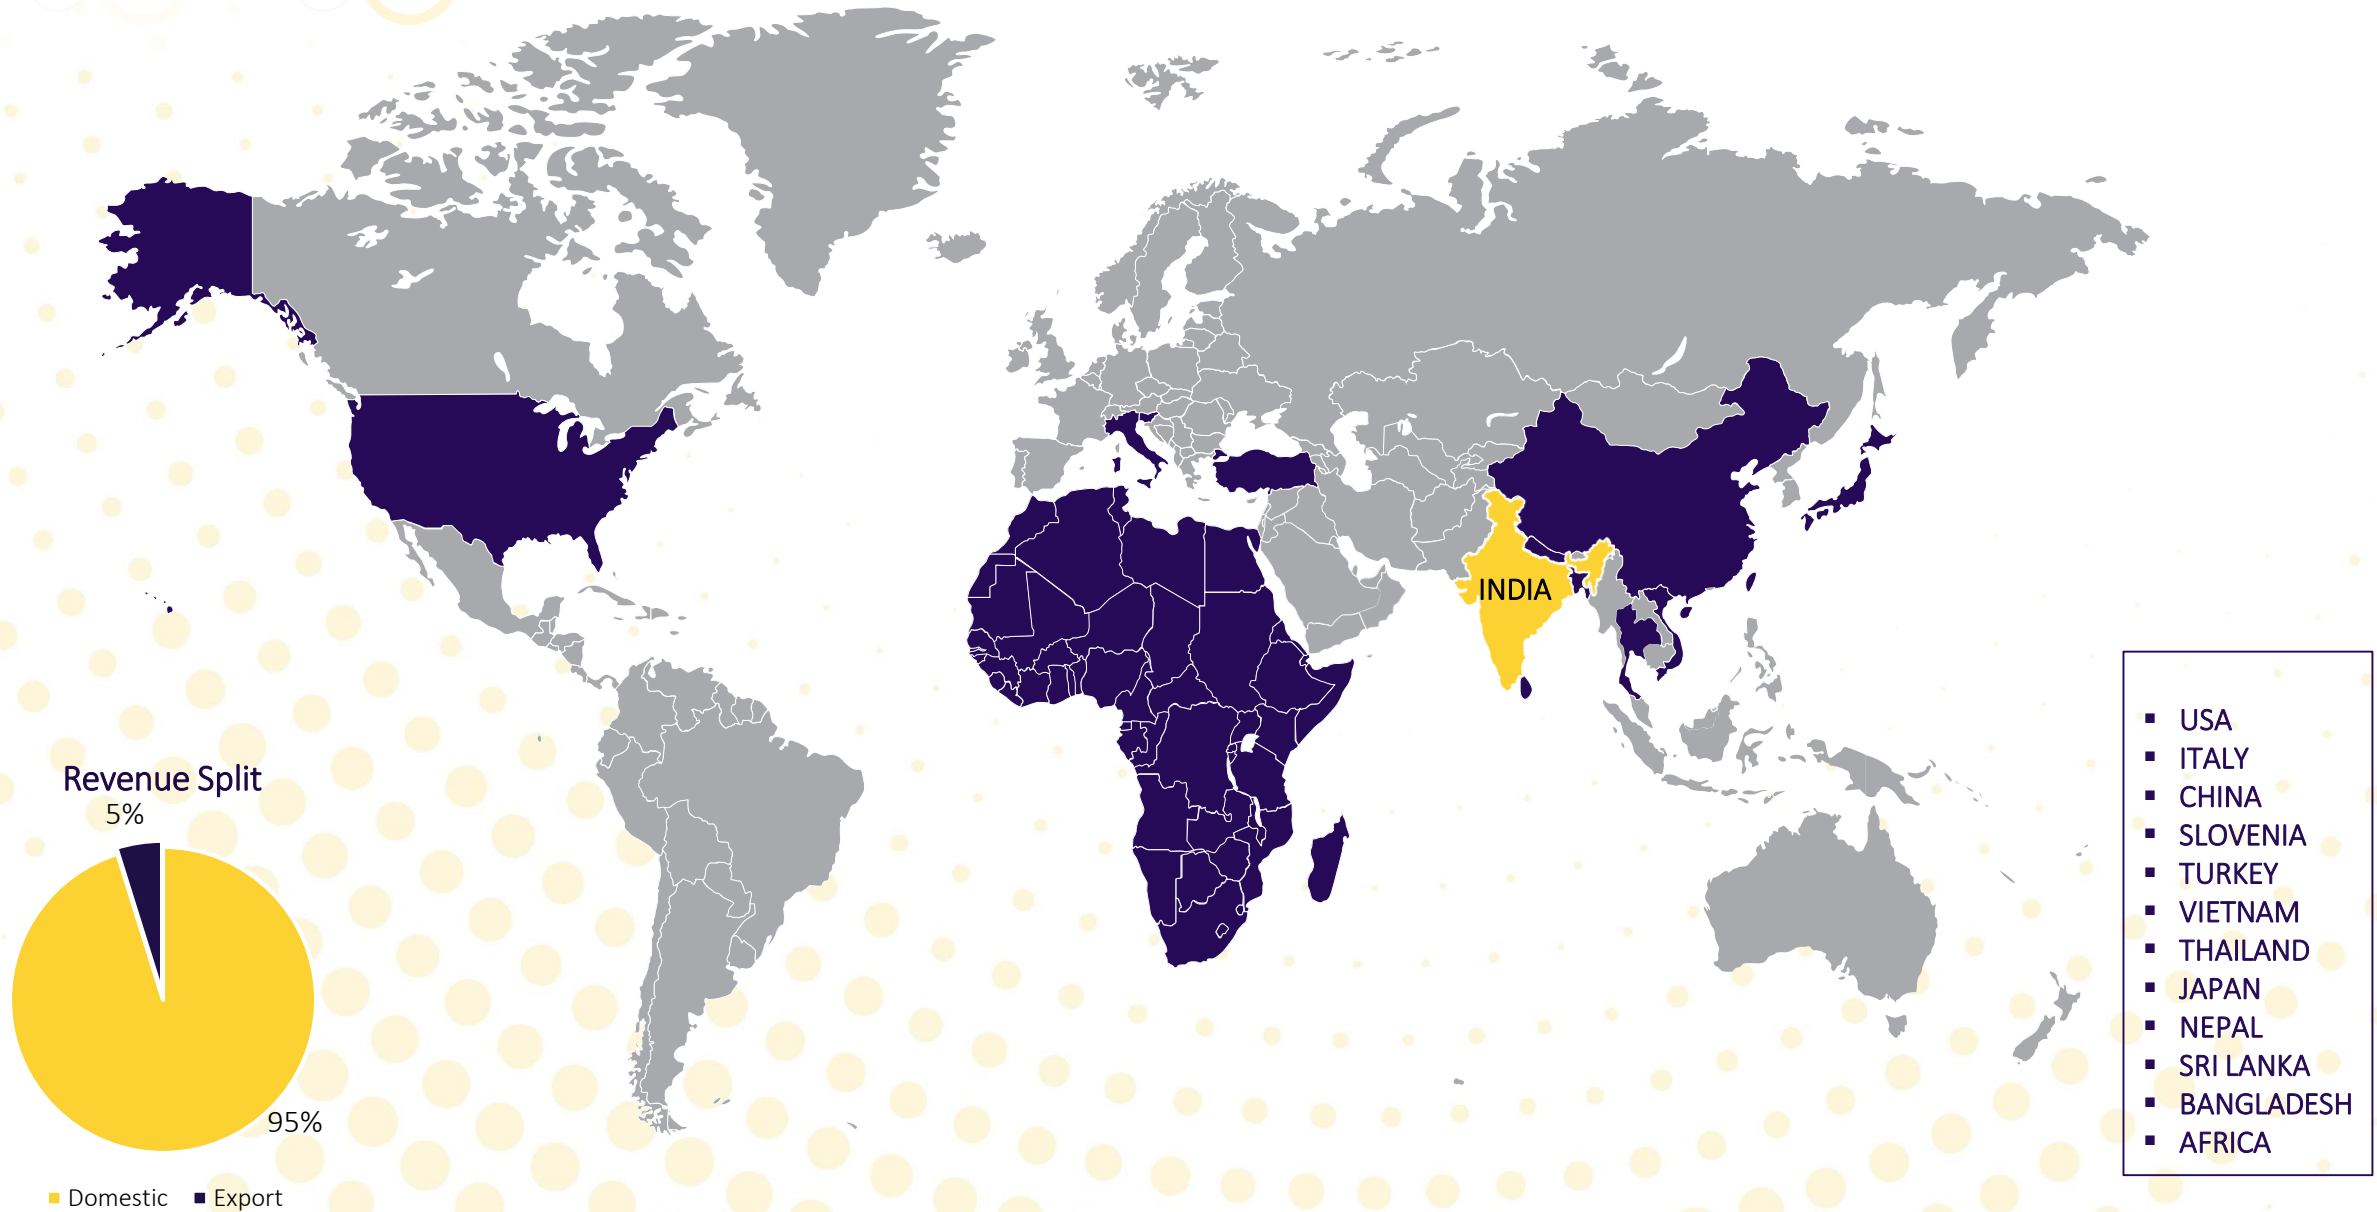 INDIA
Revenue Split
5%
95%
Domestic Export
▪ USA
▪ ITALY
▪ CHINA
▪ SLOVENIA
▪ TURKEY
▪ VIETNAM
▪ THAILAND
▪ JAPAN
▪ NEPAL
▪ SRI LANKA
▪ BANGLADESH
▪ AFRICA